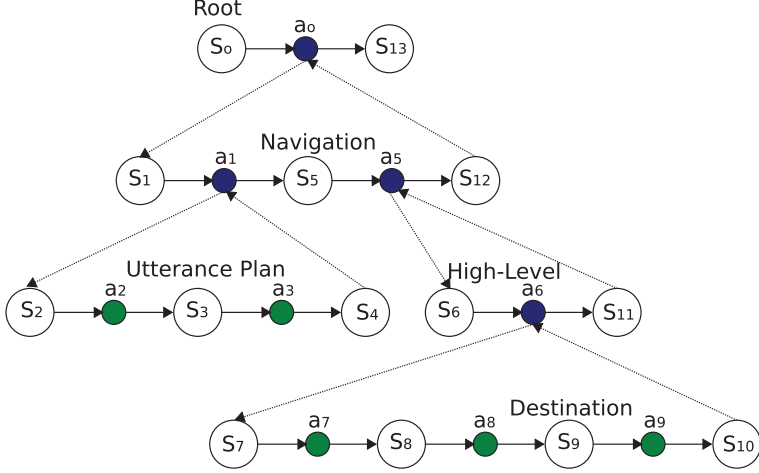 Root
a0
S0 S13
Navigation
a1 a5
S1 S5 S12
Utterance Plan High-Level
a2 a3 a6
S2 S3 S4 S6 S11
Destination
a7 a8 a9
S7 S8 S9 S10